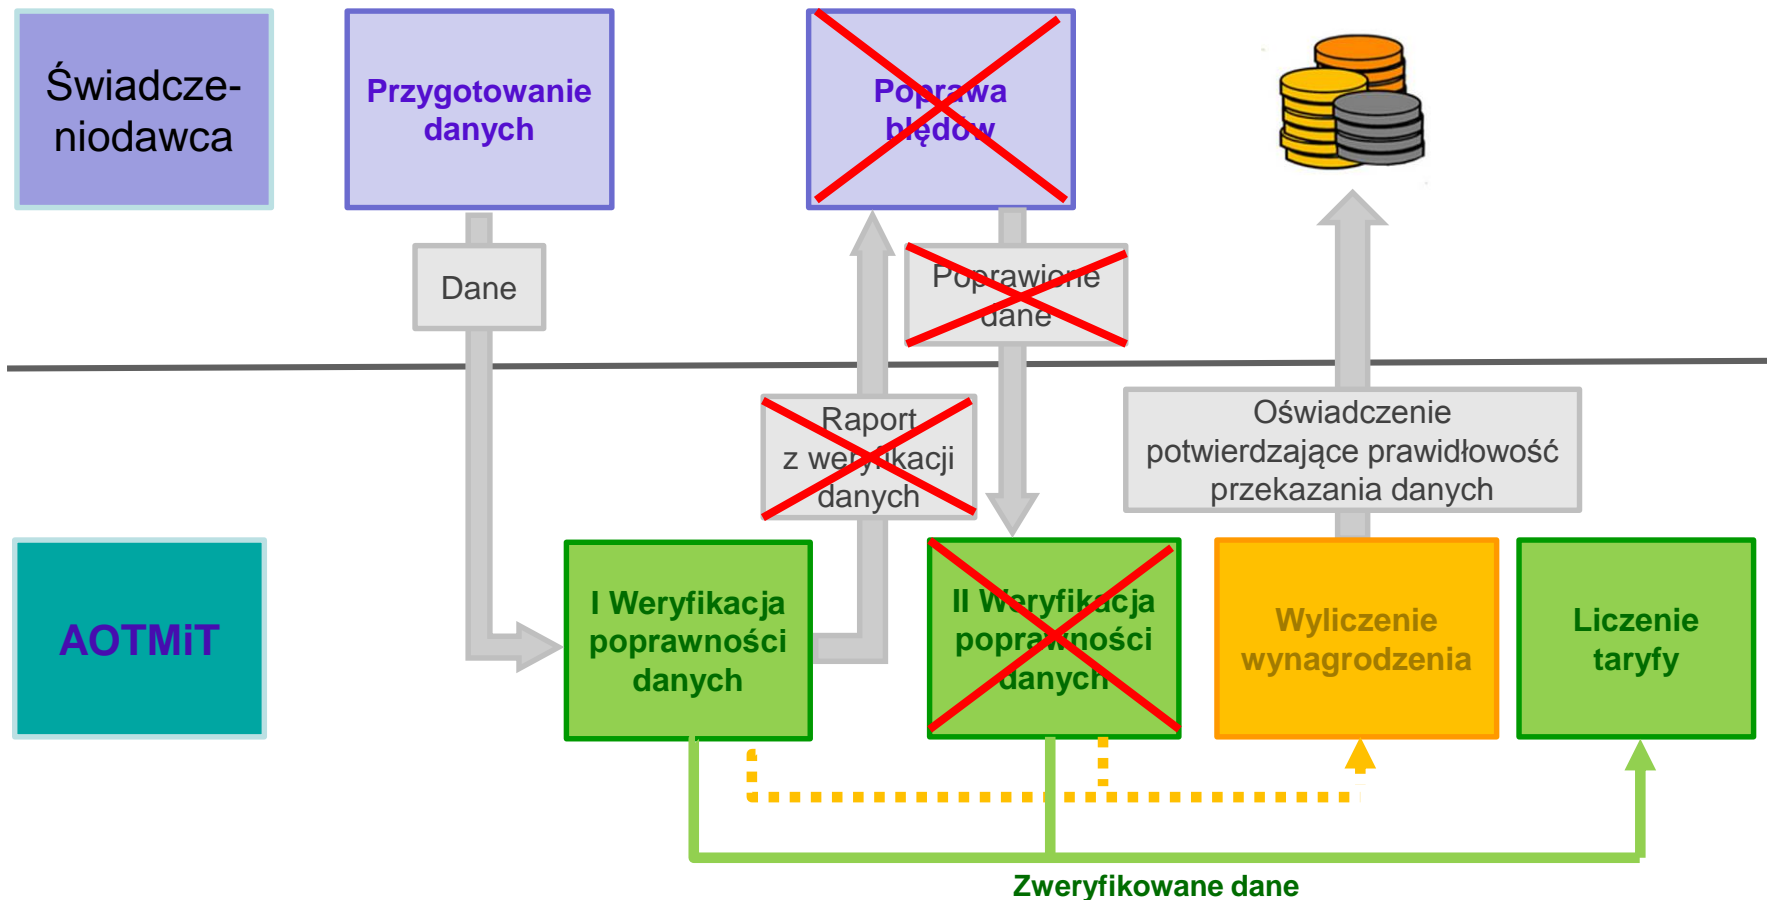 Świadcze-
niodawca
Przygotowanie
danych
Poprawa
błędów
Dane
Poprawione
dane
Raport
z weryfikacji
danych
Oświadczenie
potwierdzające prawidłowość
przekazania danych
AOTMiT
I Weryfikacja
poprawności
danych
II Weryfikacja
poprawności
danych
Wyliczenie
wynagrodzenia
Liczenie
taryfy
Zweryfikowane dane